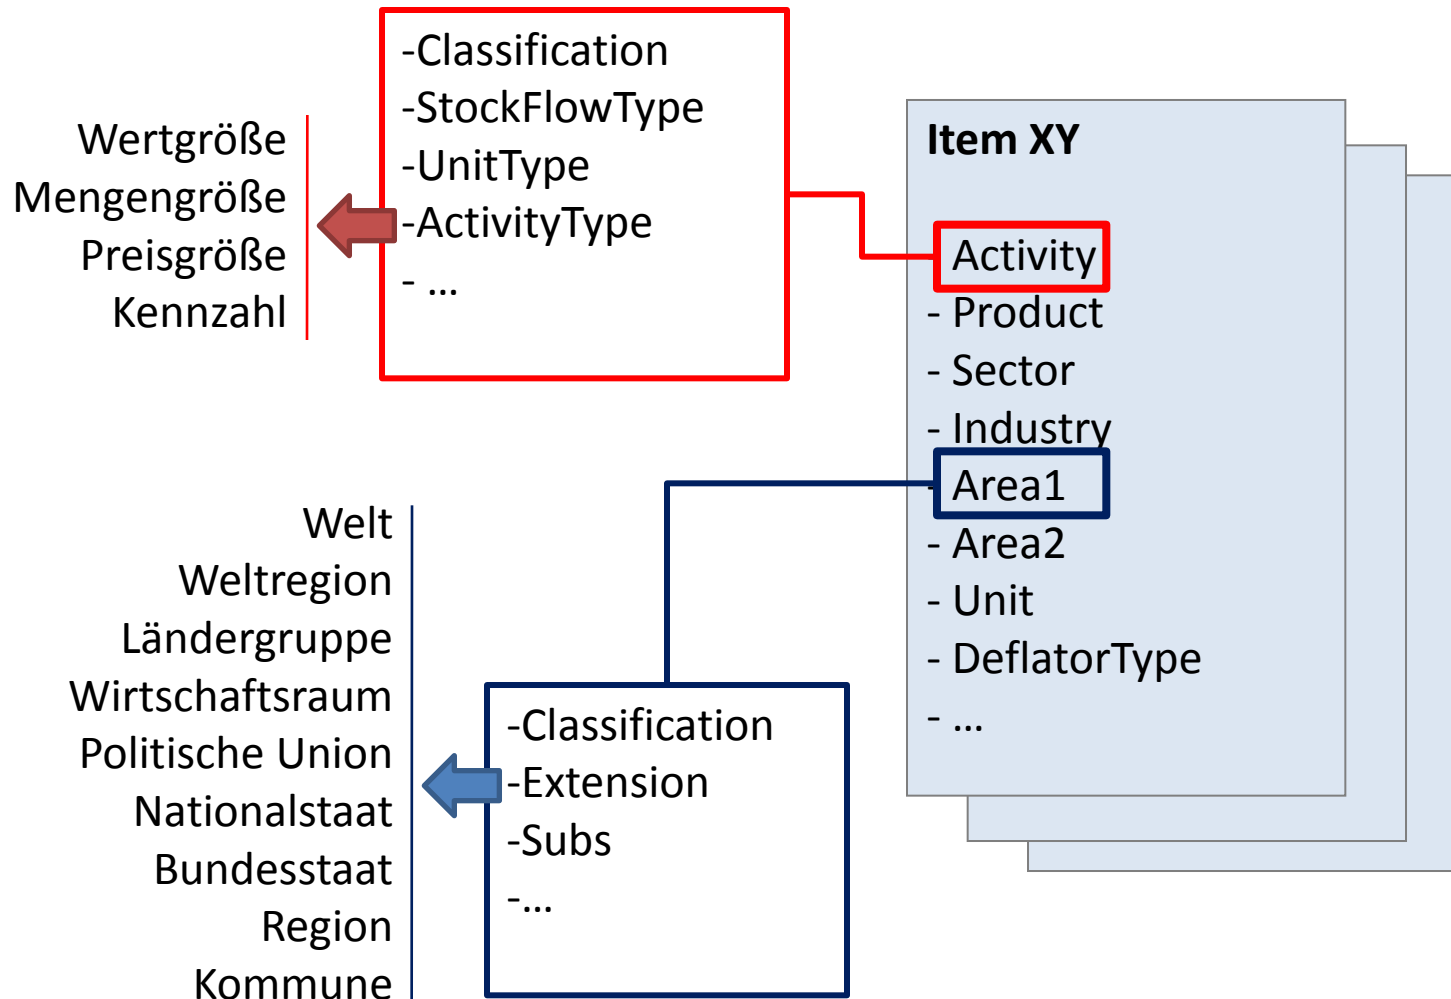 -Classification
-StockFlowType
-UnitType
-ActivityType
- ...
Wertgröße
Mengengröße
Preisgröße
Kennzahl
Item XY
Activity
- Product
- Sector
- Industry
- Area1
- Area2
- Unit
- DeflatorType
- ...
Welt
Weltregion
Ländergruppe
Wirtschaftsraum
Politische Union
Nationalstaat
Bundesstaat
Region
Kommune
-Classification
-Extension
-Subs
-...